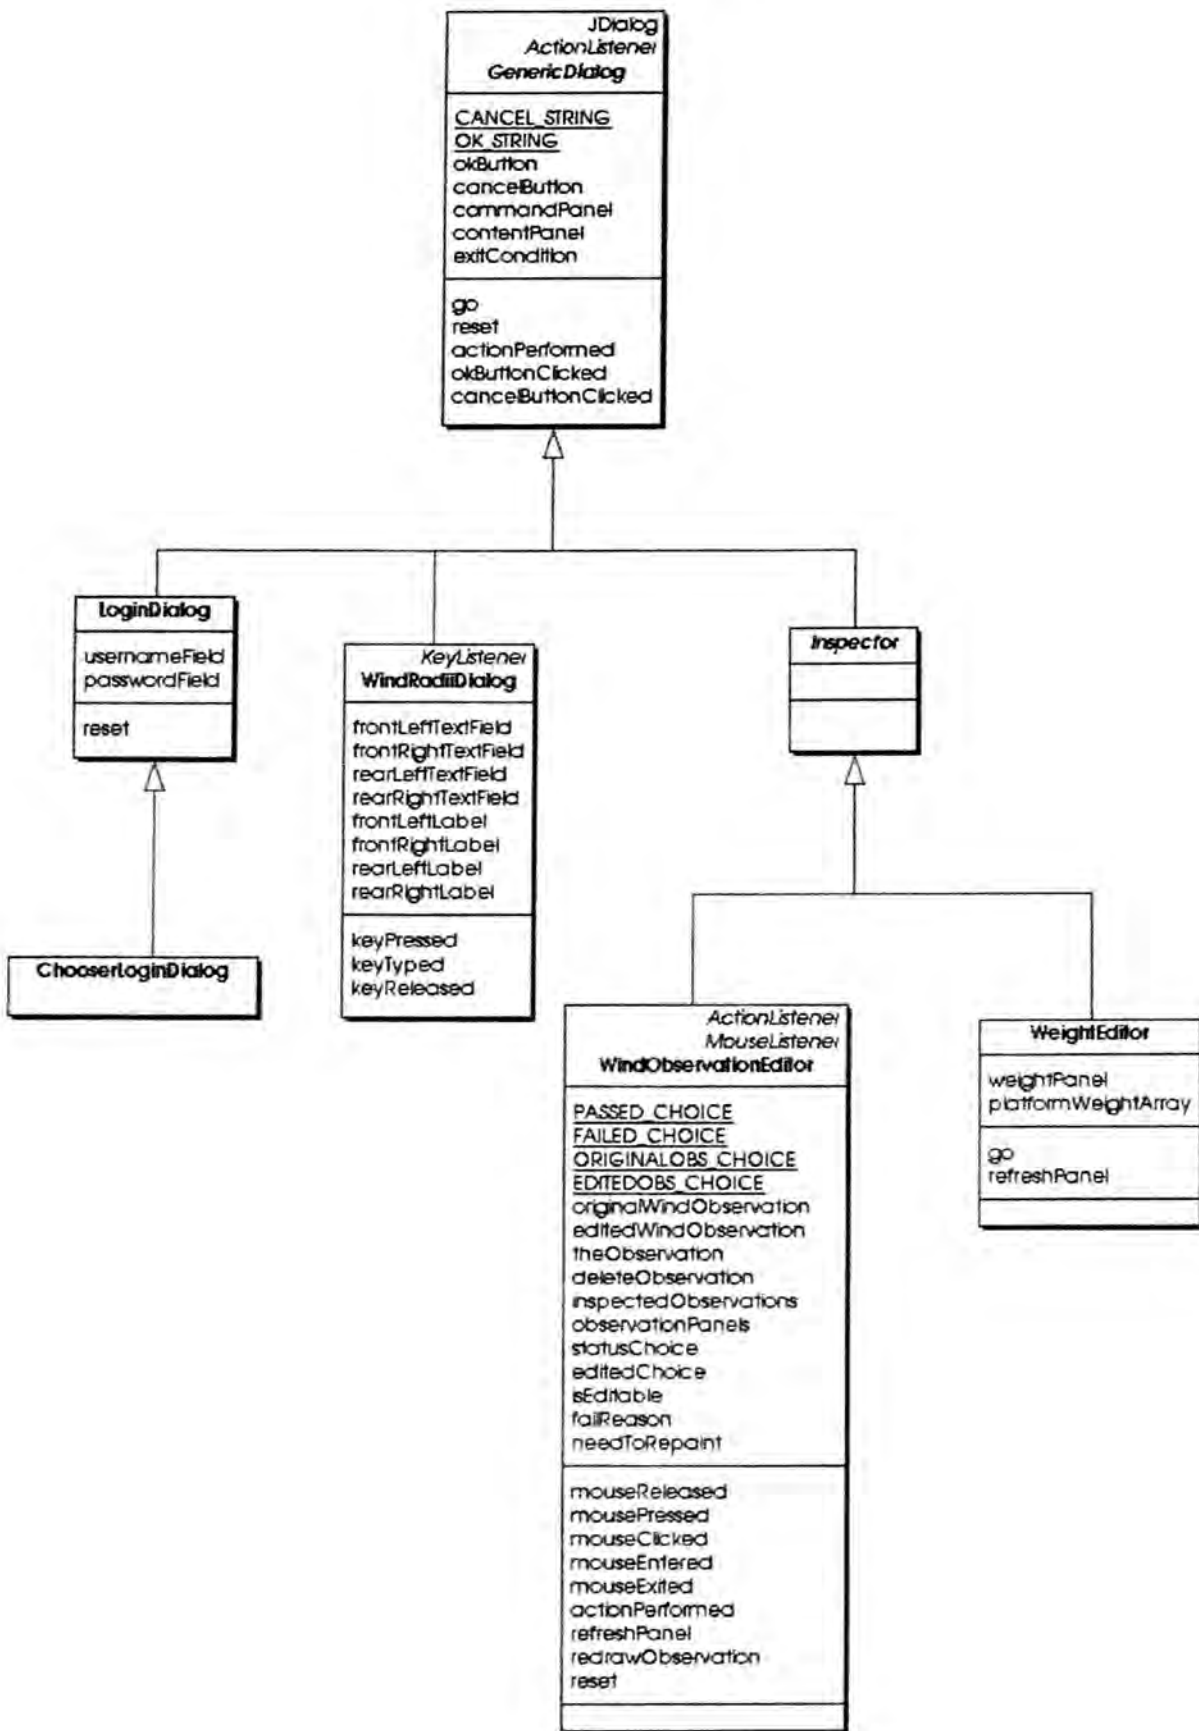 JDialog
ActionListener
GenericDialog
CANCEL_STRING
OK_STRING
okButton
cancelButton
commandPanel
contentPanel
exitCondition
go
reset
actionPerformed
okButtonClicked
cancelButtonClicked
LoginDialog
usernameField
passwordField
reset
ChooserLoginDialog
KeyListener
WindRadiiDialog
frontLeftTextField
frontRightTextField
rearLeftTextField
rearRightTextField
frontLeftLabel
frontRightLabel
rearLeftLabel
rearRightLabel
keyPressed
keyTyped
keyReleased
Inspector
ActionListener
MouseListener
WindObservationEditor
PASSED_CHOICE
FAILED_CHOICE
ORIGINALOBS_CHOICE
EDITEDOBS_CHOICE
originalWindObservation
editedWindObservation
theObservation
deleteObservation
inspectedObservations
observationPanels
statusChoice
editedChoice
isEditable
failReason
needToRepaint
mouseReleased
mousePressed
mouseClicked
mouseEntered
mouseExited
actionPerformed
refreshPanel
redrawObservation
reset
WeightEditor
weightPanel
platformWeightArray
go
refreshPanel